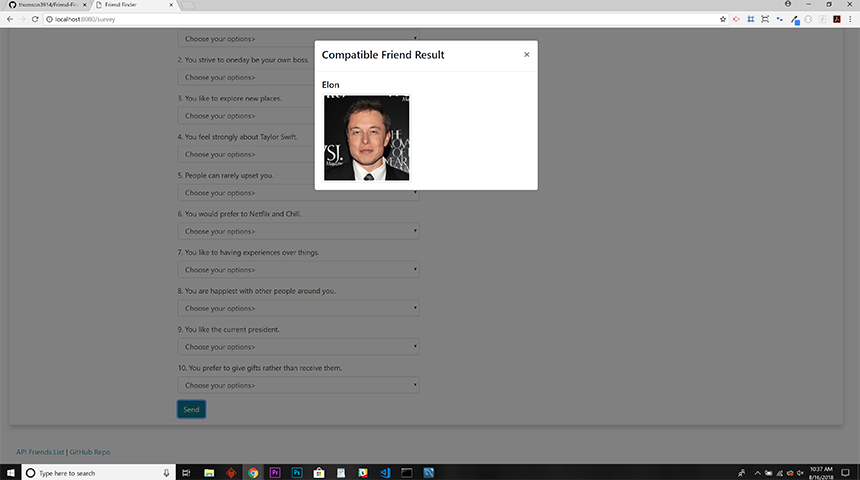 thomson3914/Friend-Fin
Friend Finder
localhost:8080/survey
Compatible Friend Result
×
Elon
WSJ.
Magazine
THE
Choose your options>
2. You strive to oneday be your own boss.
Choose your options>
3. You like to explore new places.
Choose your options>
4. You feel strongly about Taylor Swift.
Choose your options>
5. People can rarely upset you.
Choose your options>
6. You would prefer to Netflix and Chill.
Choose your options>
7. You like to having experiences over things.
Choose your options>
8. You are happiest with other people around you.
Choose your options>
9. You like the current president.
Choose your options>
10. You prefer to give gifts rather than receive them.
Choose your options>
Send
API Friends List | GitHub Repo
Type here to search
10:37 AM
8/16/2018